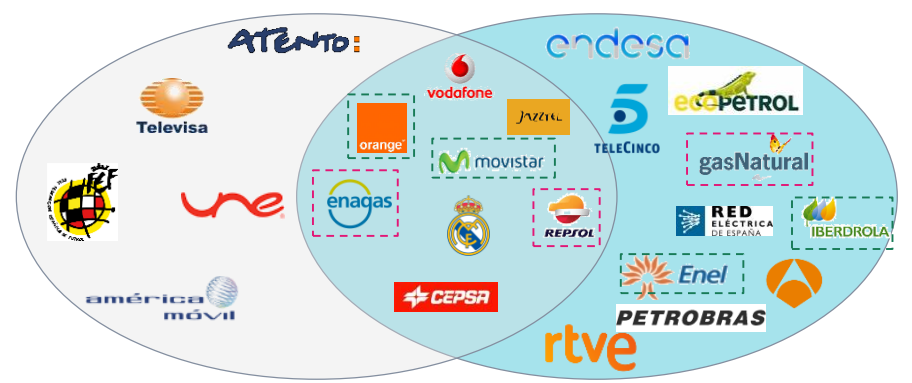 ATENTO:
endesa
vodafone
Televisa
orange
JAZZTEL
TELECINCO
ecoPETROL
movistar
gasNatural
une
enagas
REPSOL
RED
ELÉCTRICA
DE ESPAÑA
IBERDROLA
Enel
américa
móvil
CEPSA
PETROBRAS
rtve